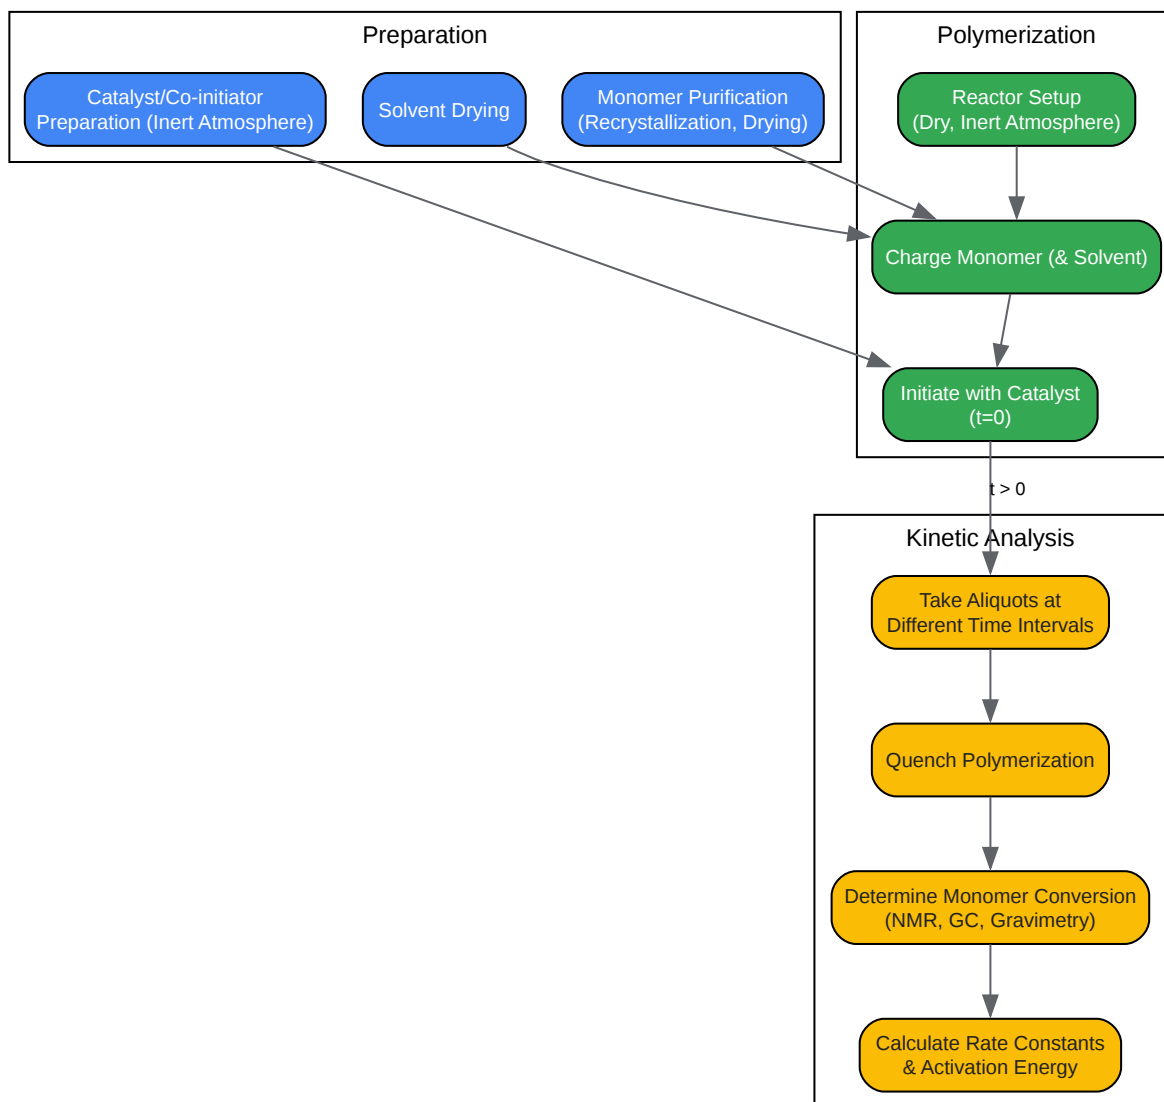 Preparation
Catalyst/Co-initiator
Preparation (Inert Atmosphere)
Solvent Drying
Monomer Purification
(Recrystallization, Drying)
Polymerization
Reactor Setup
(Dry, Inert Atmosphere)
Charge Monomer (& Solvent)
Initiate with Catalyst
(t=0)
t > 0
Kinetic Analysis
Take Aliquots at
Different Time Intervals
Quench Polymerization
Determine Monomer Conversion
(NMR, GC, Gravimetry)
Calculate Rate Constants
& Activation Energy